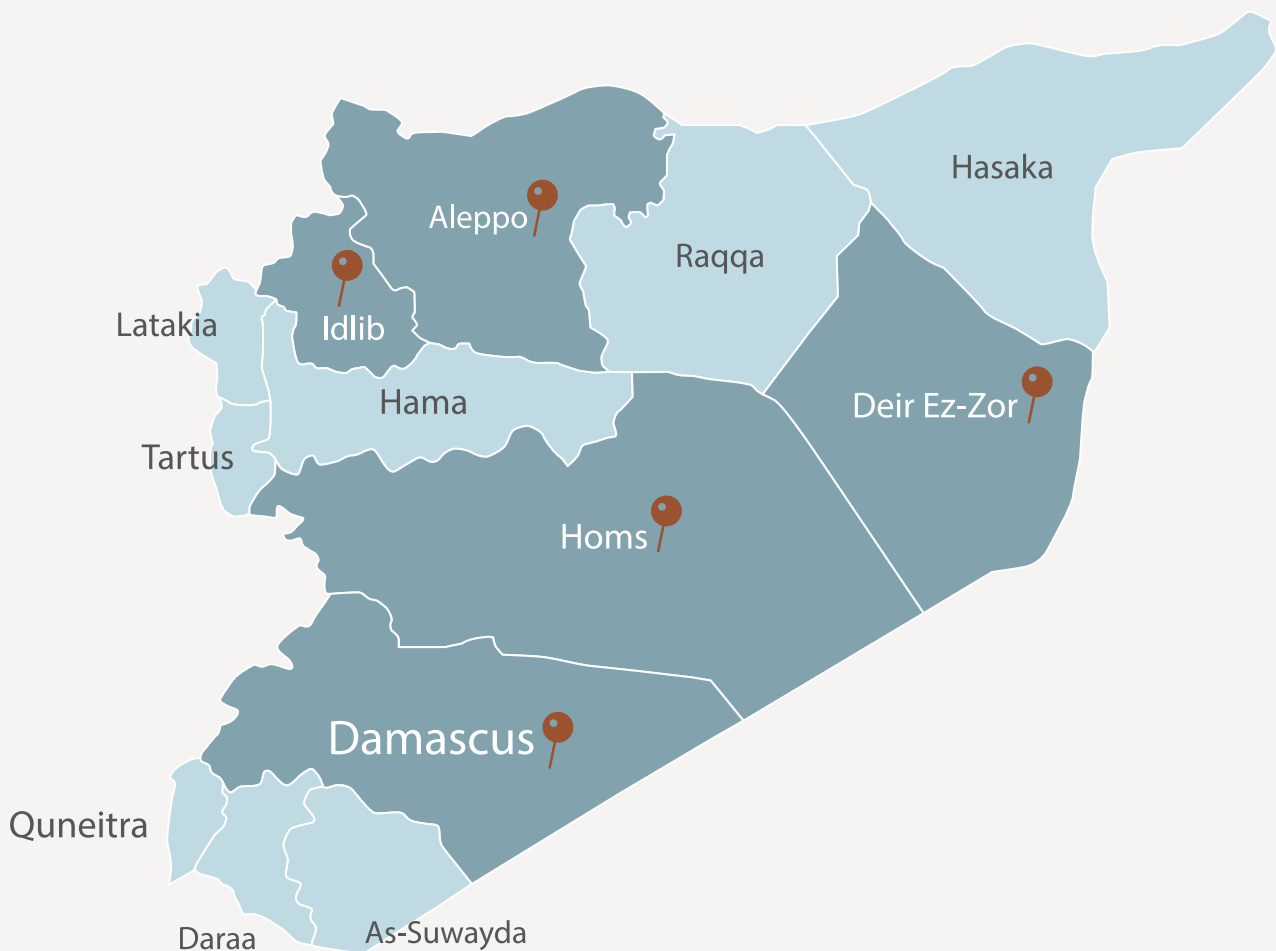 Hasaka
Aleppo
Raqqa
Latakia
Idlib
Hama
Deir Ez-Zor
Tartus
Homs
Damascus
Quneitra
Daraa
As-Suwayda